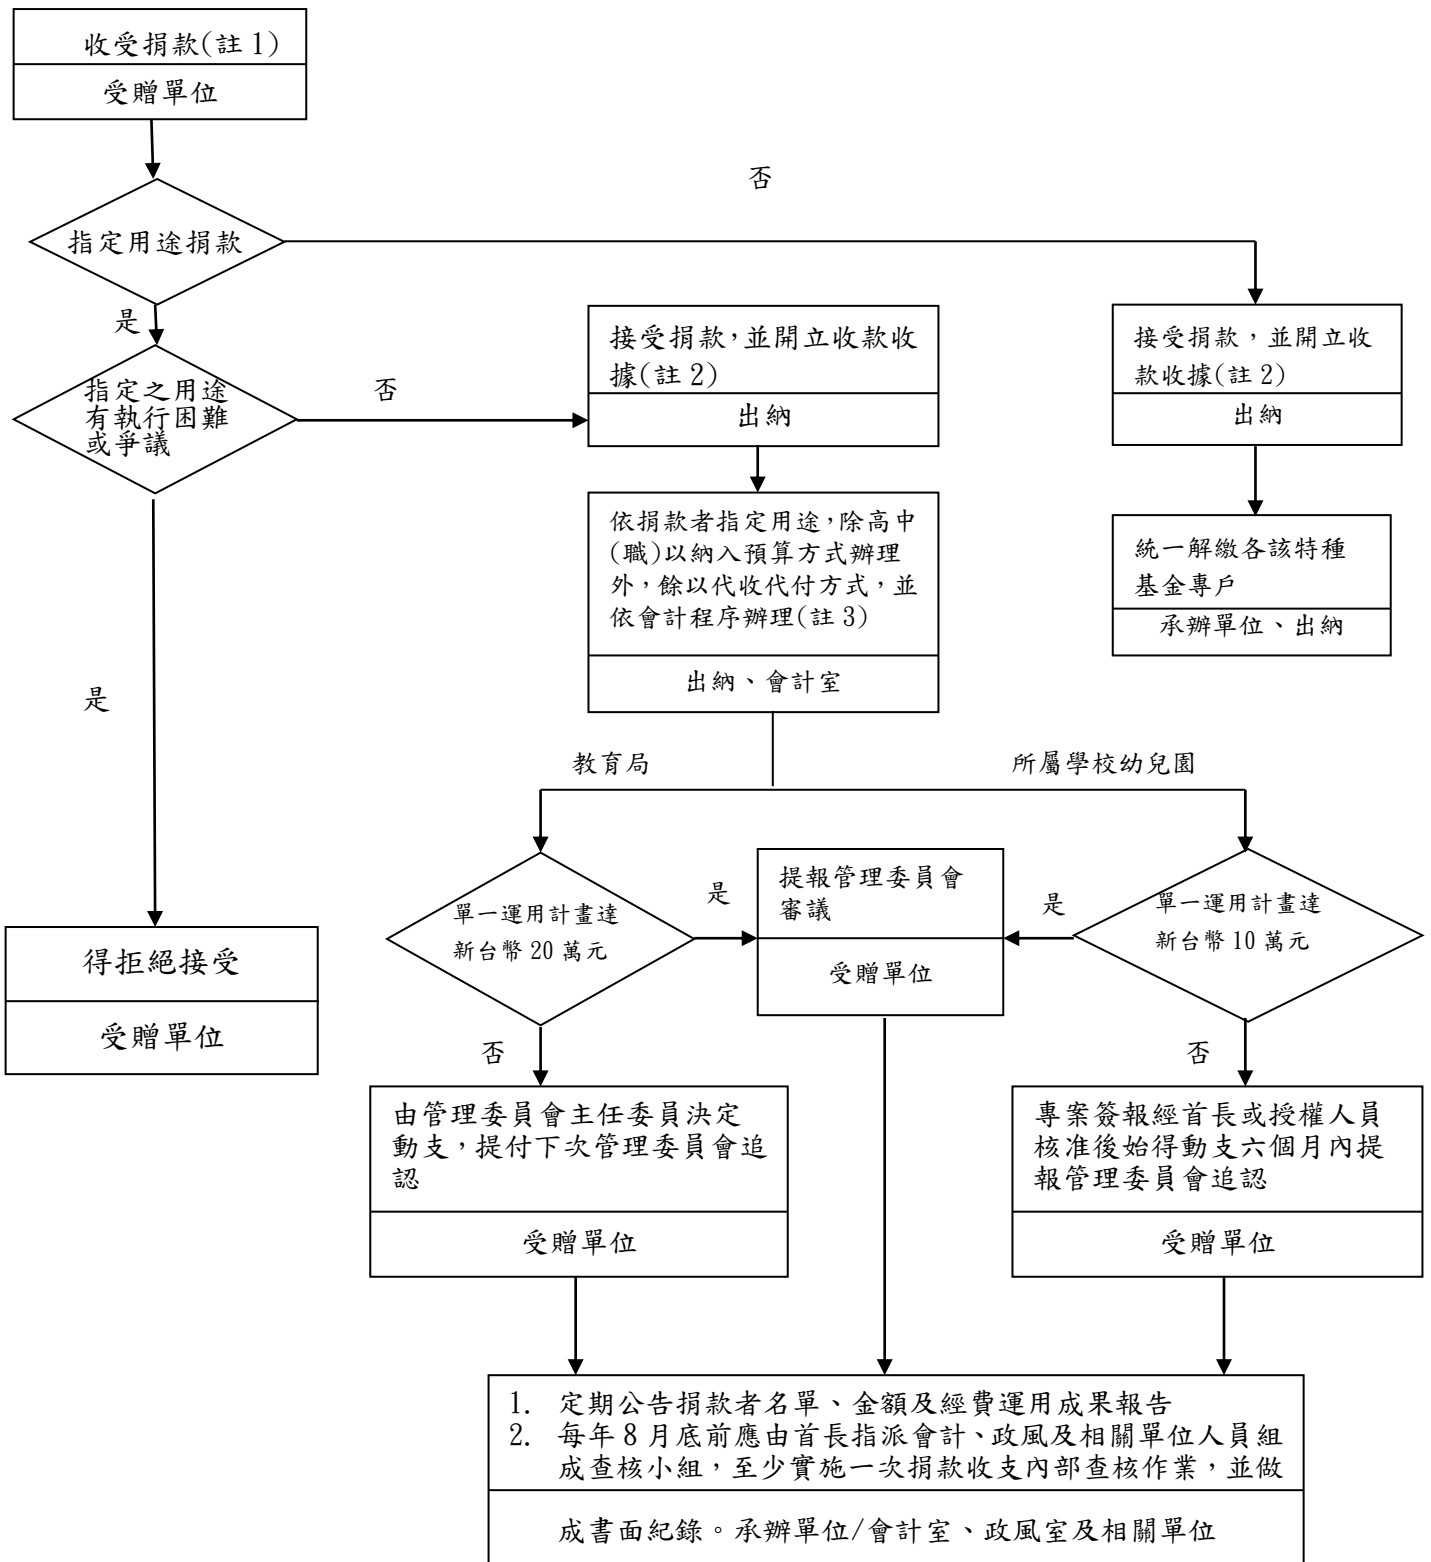 收受捐款(註 1)
受贈單位
否
指定用途捐款
是
接受捐款,並開立收款收
據(註 2)
出納
接受捐款，並開立收
款收據(註 2)
出納
指定之用途
有執行困難
或爭議
否
依捐款者指定用途,除高中
(職)以納入預算方式辦理
外，餘以代收代付方式，並
依會計程序辦理(註 3)
出納、會計室
統一解繳各該特種
基金專戶
承辦單位、出納
是
教育局
所屬學校幼兒園
單一運用計畫達
新台幣 20 萬元
是
提報管理委員會
審議
受贈單位
是
單一運用計畫達
新台幣 10 萬元
得拒絕接受
受贈單位
否
否
由管理委員會主任委員決定
動支，提付下次管理委員會追
認
受贈單位
專案簽報經首長或授權人員
核准後始得動支六個月內提
報管理委員會追認
受贈單位
1. 定期公告捐款者名單、金額及經費運用成果報告
2. 每年 8 月底前應由首長指派會計、政風及相關單位人員組
成查核小組，至少實施一次捐款收支內部查核作業，並做
成書面紀錄。承辦單位/會計室、政風室及相關單位